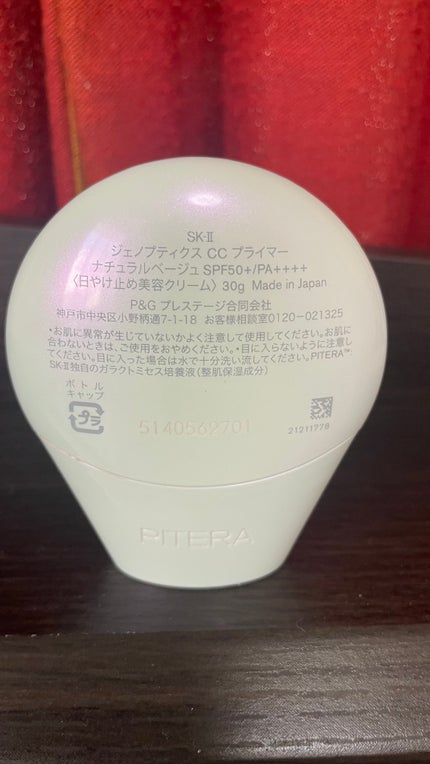 SK-II
ジェノプティクス CC プライマー
ナチュラルベージュ SPF50+/PA++++
〈日やけ止め美容クリーム〉 30g Made in Japan
P&G プレステージ合同会社
神戸市中央区小野柄通7-1-18 お客様相談室0120-021325
・お肌に異常が生じていないかよく注意して使用してください。お肌に
合わないときは、ご使用をおやめください。・目に入らないように注意し
てください。目に入った場合は水で十分洗い流してください。PITERA™:
SK-II独自のガラクトミセス培養液(整肌保湿成分)
ボトル
キャップ
プラ
5140562701
21211778
PITERA